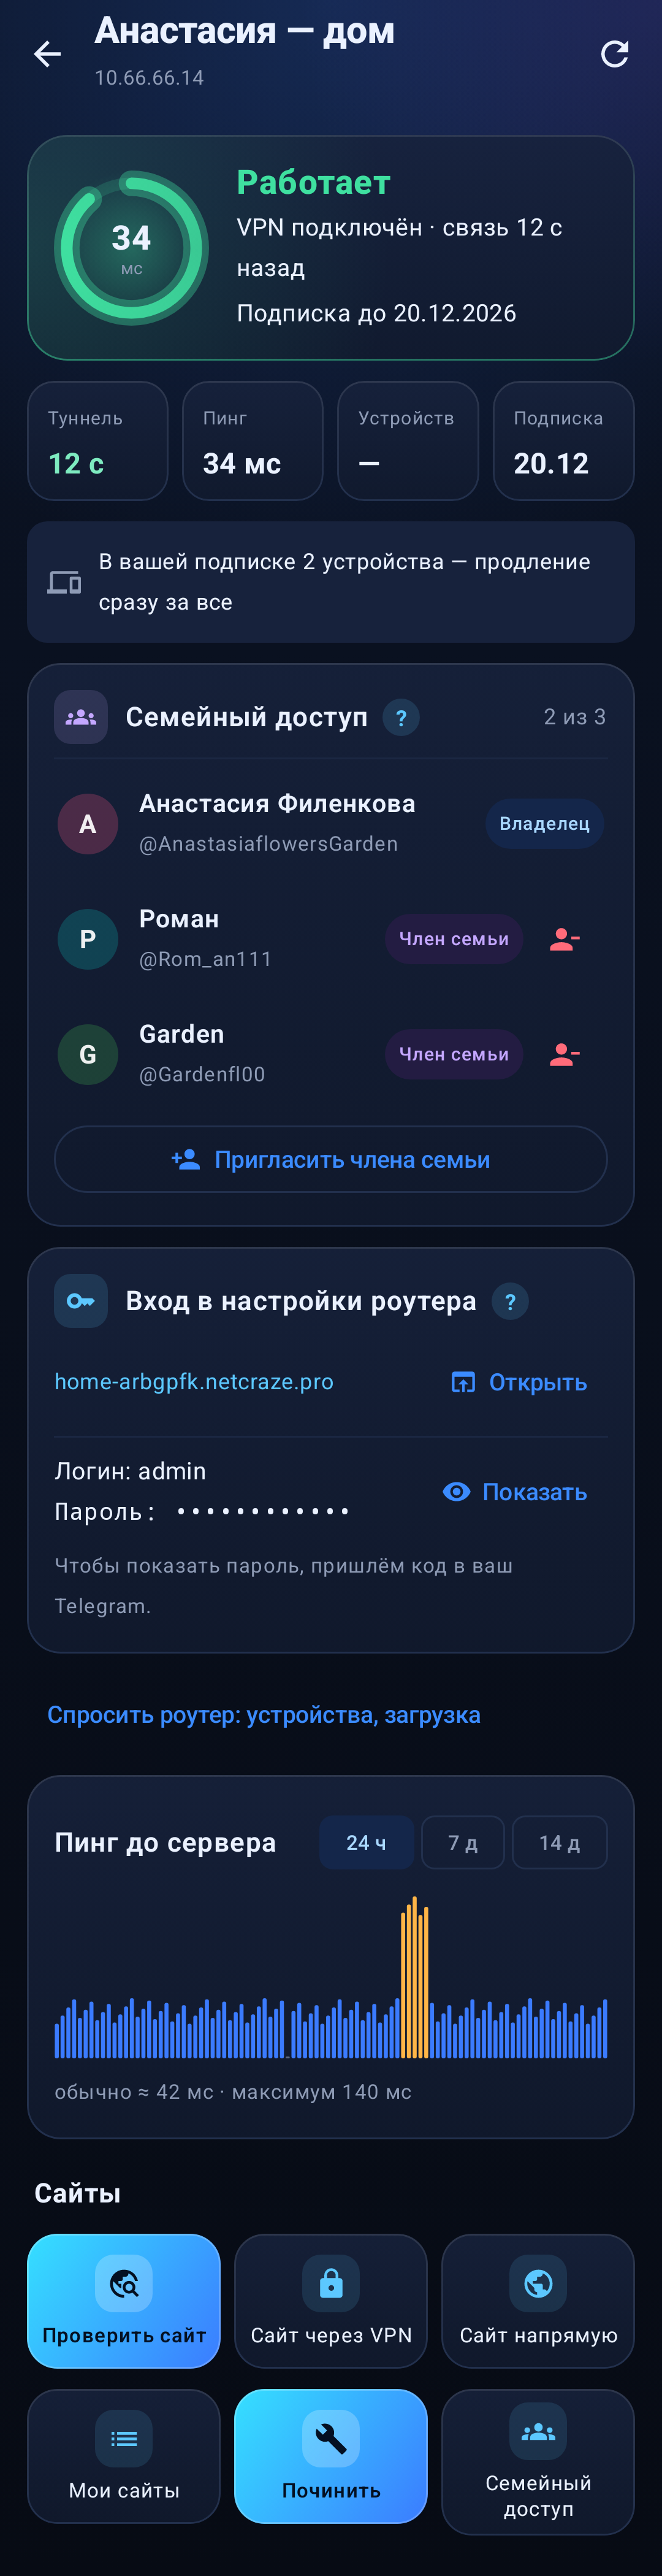 Анастасия — дом
10.66.66.14
34
мс
Работает
VPN подключён · связь 12 с
назад
Подписка до 20.12.2026
Туннель
12 с
Пинг
34 мс
Устройств
—
Подписка
20.12
В вашей подписке 2 устройства — продление
сразу за все
Семейный доступ ? 2 из 3
А Анастасия Филенкова
@AnastasiaflowersGarden
Владелец
Р Роман
@Rom_an111
Член семьи
G Garden
@Gardenfl00
Член семьи
Пригласить члена семьи
Вход в настройки роутера ?
home-arbgpfk.netcraze.pro Открыть
Логин: admin
Пароль: ••••••••••••
Показать
Чтобы показать пароль, пришлём код в ваш
Telegram.
Спросить роутер: устройства, загрузка
Пинг до сервера 24 ч 7 д 14 д
обычно ≈ 42 мс · максимум 140 мс
Сайты
Проверить сайт
Сайт через VPN
Сайт напрямую
Мои сайты
Починить
Семейный
доступ